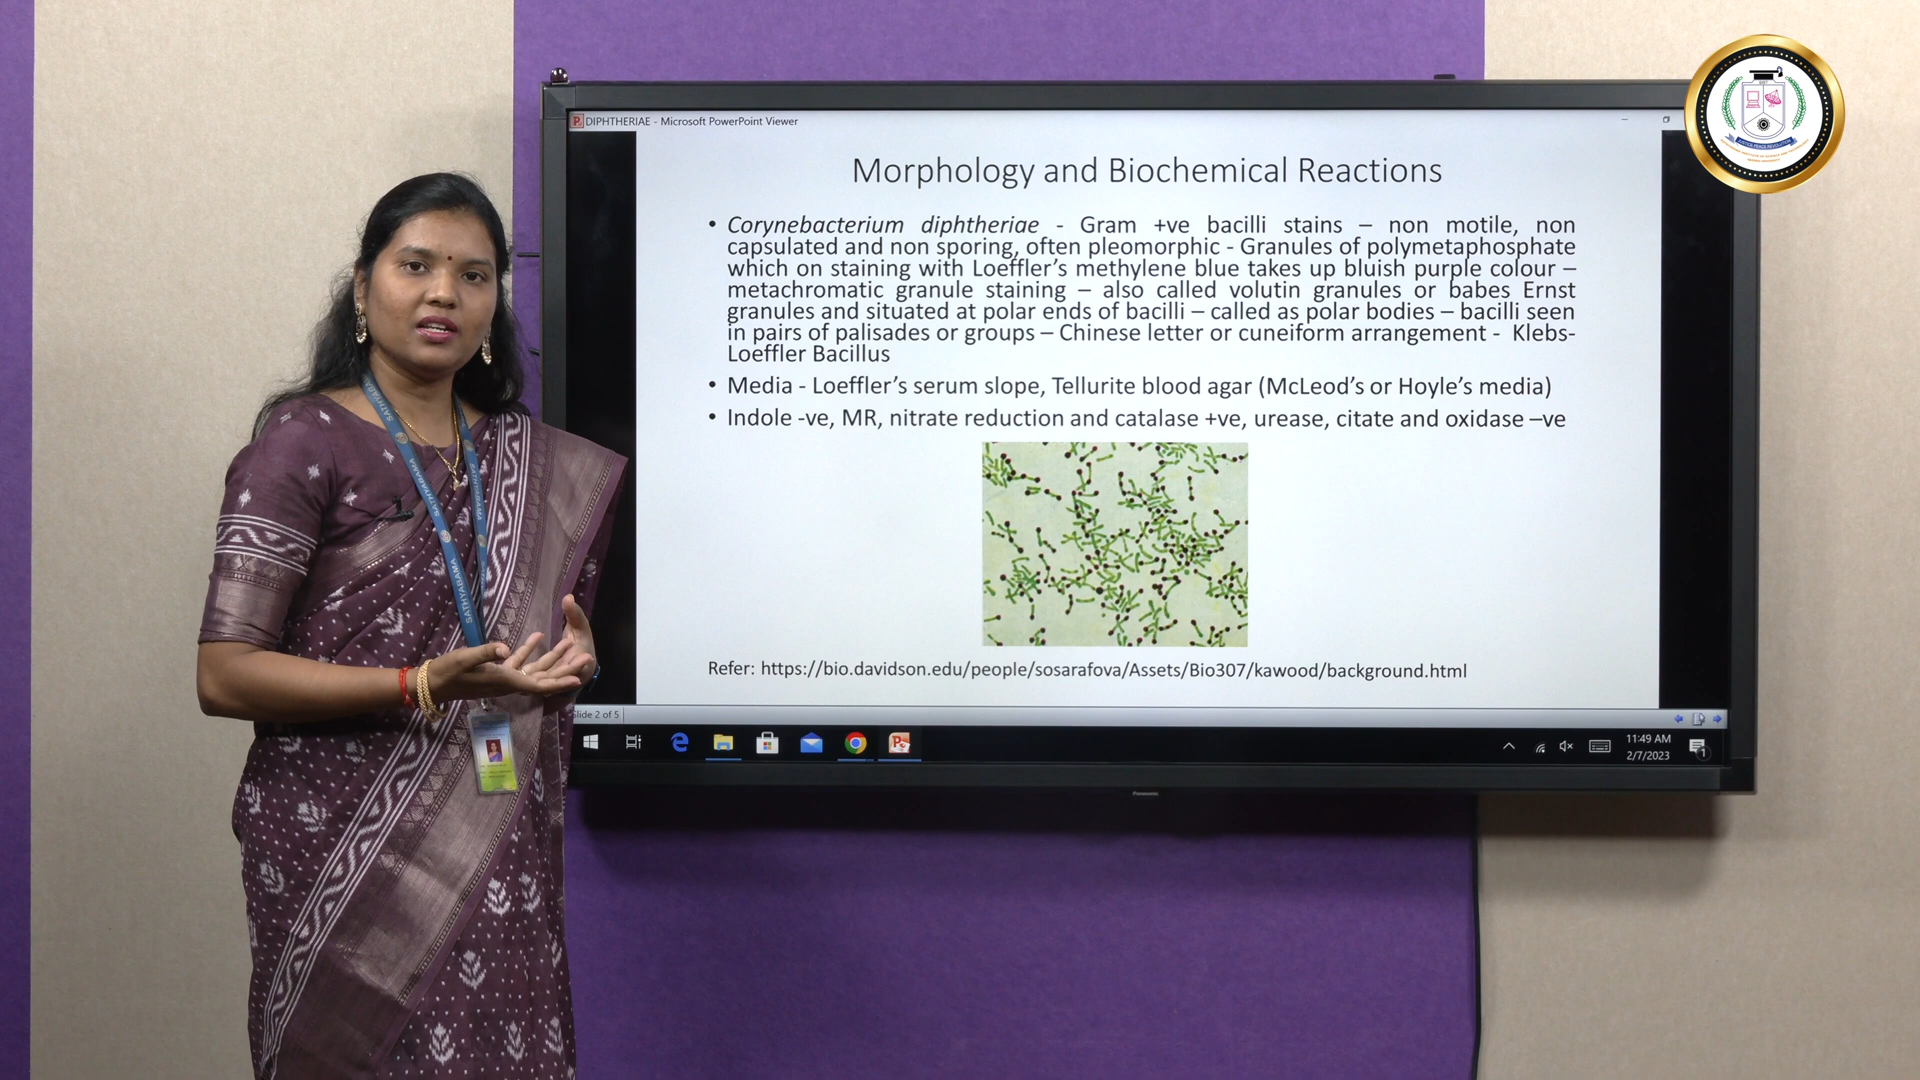 DIPHTHERIAE - Microsoft PowerPoint Viewer
Morphology and Biochemical Reactions
• Corynebacterium diphtheriae - Gram +ve bacilli stains – non motile, non
capsulated and non sporing, often pleomorphic - Granules of polymetaphosphate
which on staining with Loeffler's methylene blue takes up bluish purple colour –
metachromatic granule staining – also called volutin granules or babes Ernst
granules and situated at polar ends of bacilli – called as polar bodies – bacilli seen
in pairs of palisades or groups – Chinese letter or cuneiform arrangement - Klebs-
Loeffler Bacillus
• Media - Loeffler's serum slope, Tellurite blood agar (McLeod's or Hoyle's media)
• Indole -ve, MR, nitrate reduction and catalase +ve, urease, citate and oxidase –ve
Refer: https://bio.davidson.edu/people/sosarafova/Assets/Bio307/kawood/background.html
Slide 2 of 5
11:49 AM
2/7/2023
Panasonic
SATHYABAMA
SATHYABAMA
SATHYABAMA
JUSTICE PEACE REVOLUTION